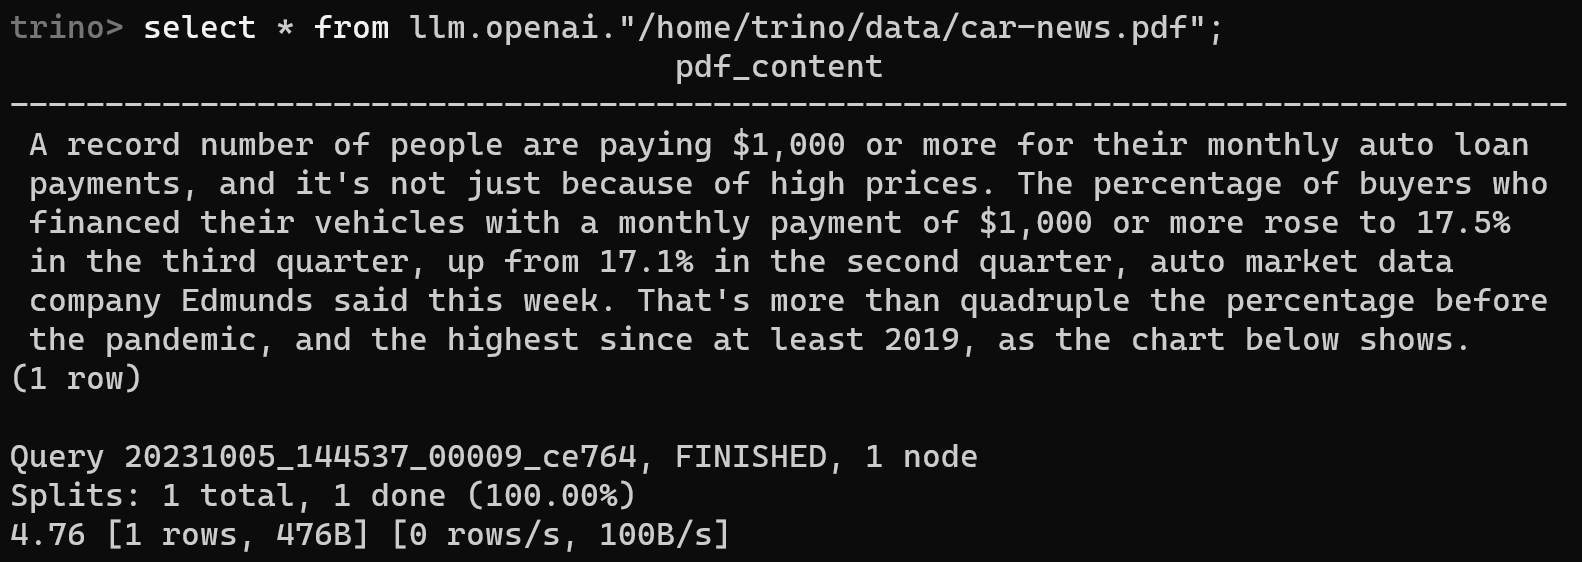 trino> select * from llm.openai."/home/trino/data/car-news.pdf";
pdf_content
----------------------------------------------------------------------------------
A record number of people are paying $1,000 or more for their monthly auto loan
payments, and it's not just because of high prices. The percentage of buyers who
financed their vehicles with a monthly payment of $1,000 or more rose to 17.5%
in the third quarter, up from 17.1% in the second quarter, auto market data
company Edmunds said this week. That's more than quadruple the percentage before
the pandemic, and the highest since at least 2019, as the chart below shows.
(1 row)
Query 20231005_144537_00009_ce764, FINISHED, 1 node
Splits: 1 total, 1 done (100.00%)
4.76 [1 rows, 476B] [0 rows/s, 100B/s]